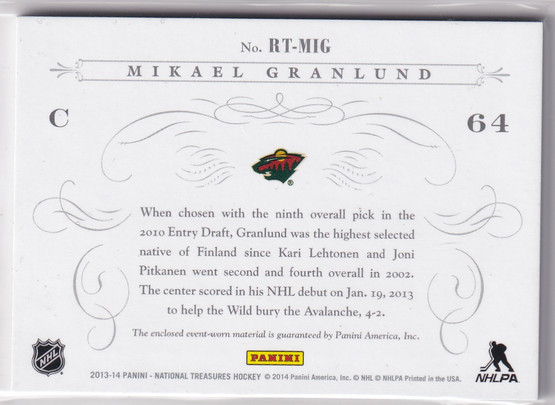 No. RT-MIG
MIKAEL GRANLUND
C
64
When chosen with the ninth overall pick in the
2010 Entry Draft, Granlund was the highest selected
native of Finland since Kari Lehtonen and Joni
Pitkanen went second and fourth overall in 2002.
The center scored in his NHL debut on Jan. 19, 2013
to help the Wild bury the Avalanche, 4-2.
The enclosed event-worn material is guaranteed by Panini America, Inc.
NHL
PANINI
NHLPA
2013-14 PANINI - NATIONAL TREASURES HOCKEY © 2014 Panini America, Inc. © NHL © NHLPA Printed in the USA.